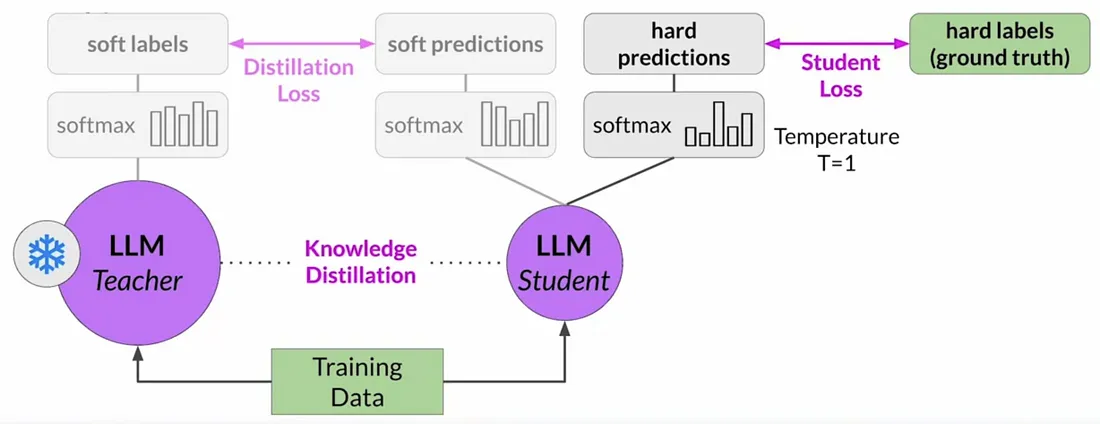 soft labels
Distillation
Loss
soft predictions
hard
predictions
Student
Loss
hard labels
(ground truth)
softmax
softmax
softmax
Temperature
T=1
LLM
Teacher
Knowledge
Distillation
LLM
Student
Training
Data